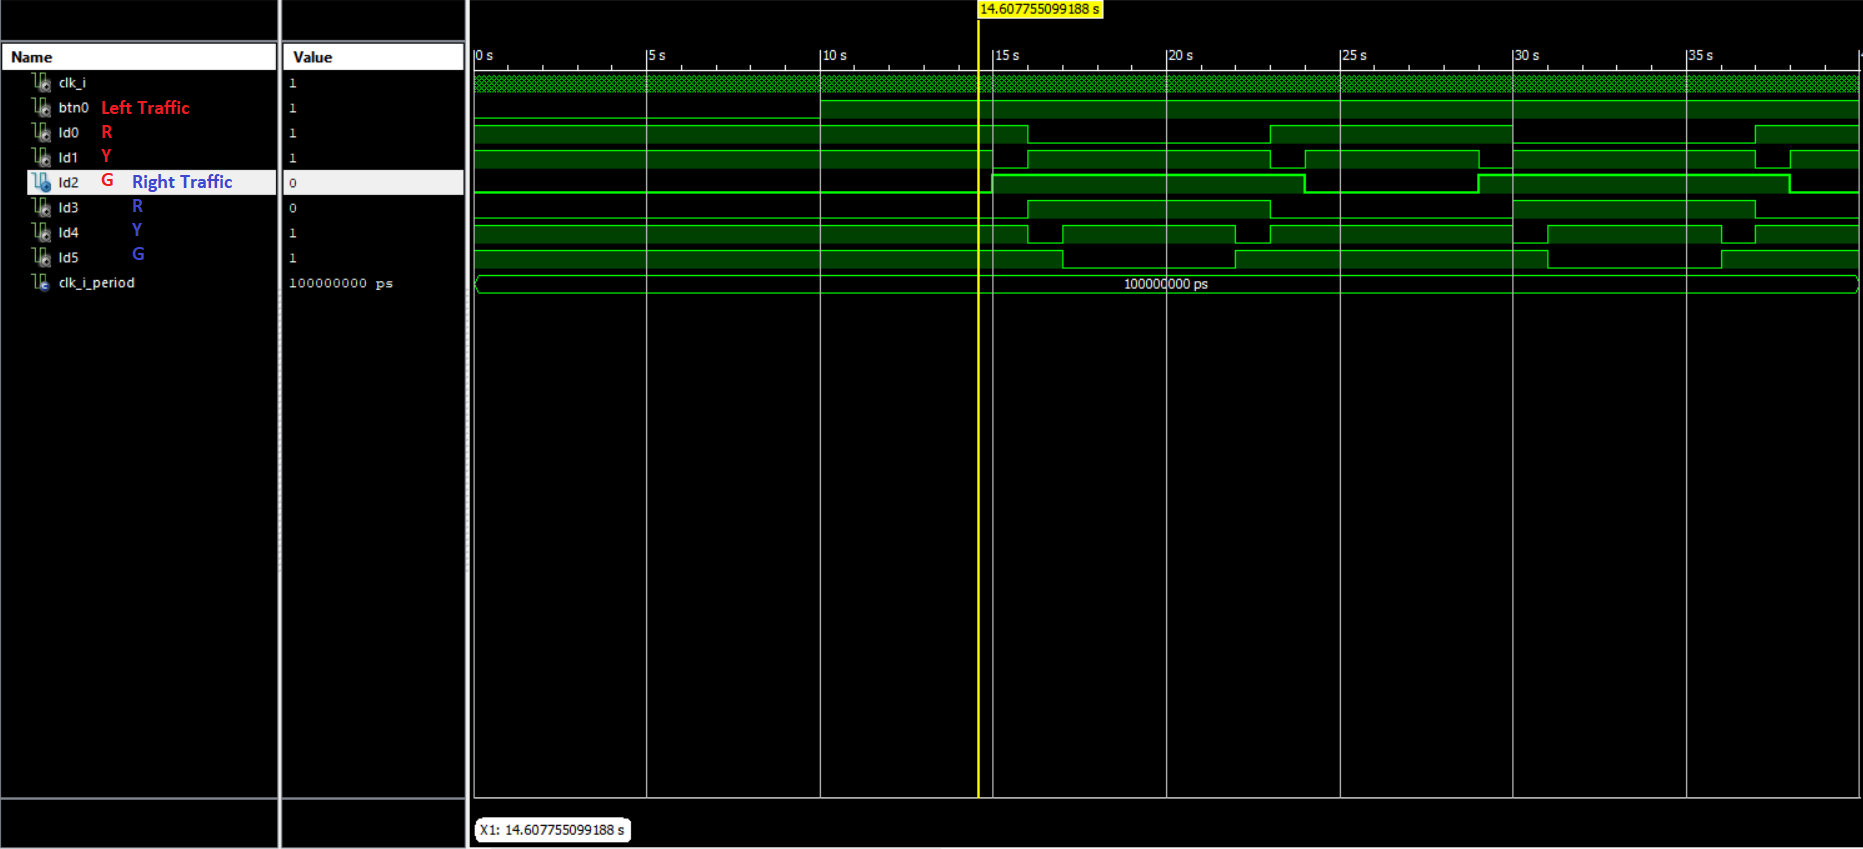 14.607755099188 s
Name Value
0 s 5 s 10 s 15 s 20 s 25 s 30 s 35 s
clk_i 1
btn0 Left Traffic 1
ld0 R 1
ld1 Y 1
ld2 G Right Traffic 0
ld3 R 0
ld4 Y 1
ld5 G 1
clk_i_period 100000000 ps 100000000 ps
X1: 14.607755099188 s